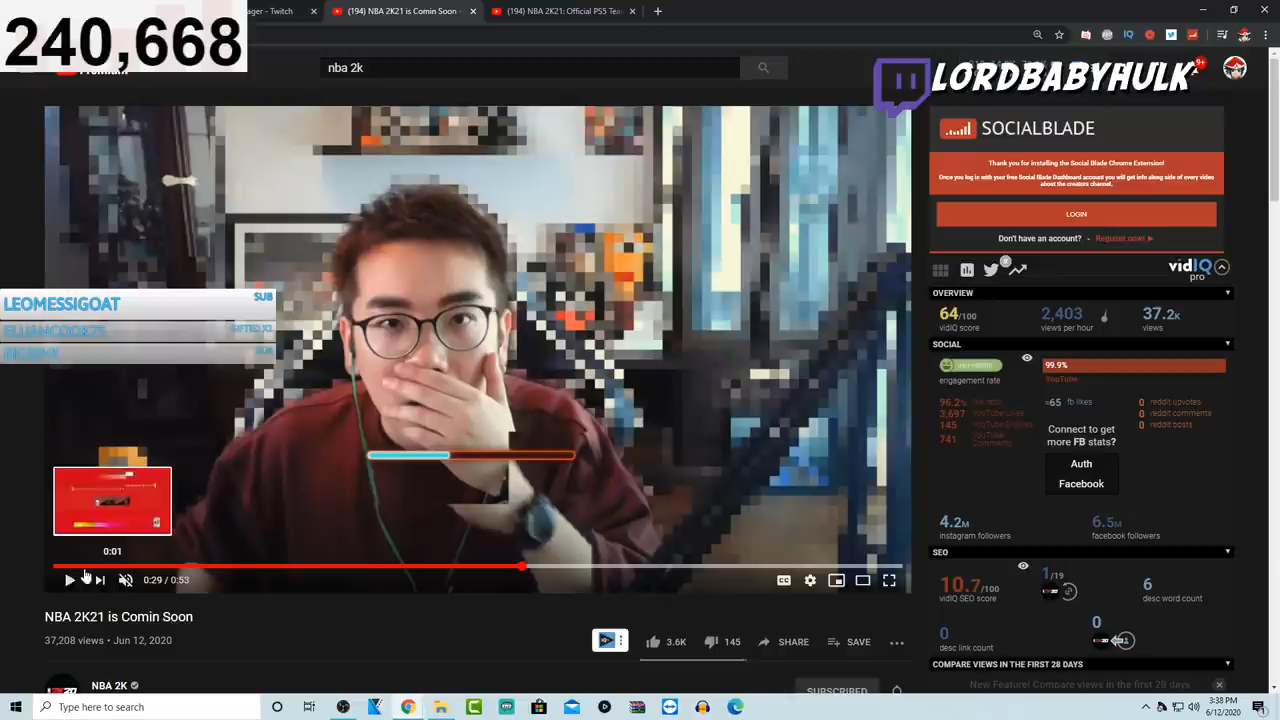 240,668
ager - Twitch
(194) NBA 2K21 is Comin Soon
(194) NBA 2K21: Official PS5 Tea
nba 2k
LORDBABYHULK
9+
SOCIALBLADE
Thank you for installing the Social Blade Chrome Extension!
Once you log in with your free Social Blade Dashboard account you will get info along side of every video
about the creators channel.
LOGIN
Don't have an account? - Register now!
vidIQ
pro
LEOMESSIGOAT
SUB
ELIJAHCOOK25
GIFTED X1
SUB
OVERVIEW
64/100
2,403
37.2k
vidIQ score
views per hour
views
SOCIAL
99.9%
engagement rate
YouTube
96.2%
like ratio
≈65 fb likes
0 reddit upvotes
3,697
YouTube Likes
0 reddit comments
145
YouTube Dislikes
0 reddit posts
741
YouTube
Comments
Connect to get
more FB stats?
Auth
Facebook
4.2M
6.5M
instagram followers
facebook followers
SEO
10.7/100
1/19
6
vidIQ SEO score
desc word count
0
0
desc link count
COMPARE VIEWS IN THE FIRST 28 DAYS
New Feature! Compare views in the first 28 days
0:01
0:29 / 0:53
NBA 2K21 is Comin Soon
37,208 views • Jun 12, 2020
3.6K
145
SHARE
SAVE
NBA 2K
SUBSCRIBED
Type here to search
3:38 PM
6/12/2020